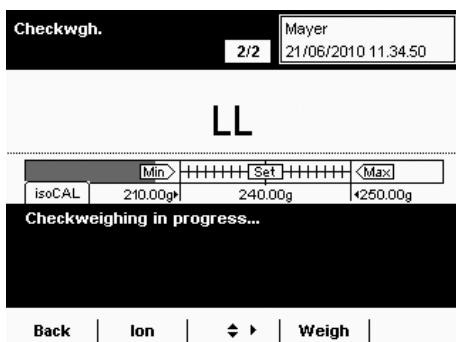 Checkwgh.
2/2
Mayer
21/06/2010 11.34.50
LL
Min Set Max
isoCAL 210.00g 240.00g 250.00g
Checkweighing in progress...
Back Ion Weigh